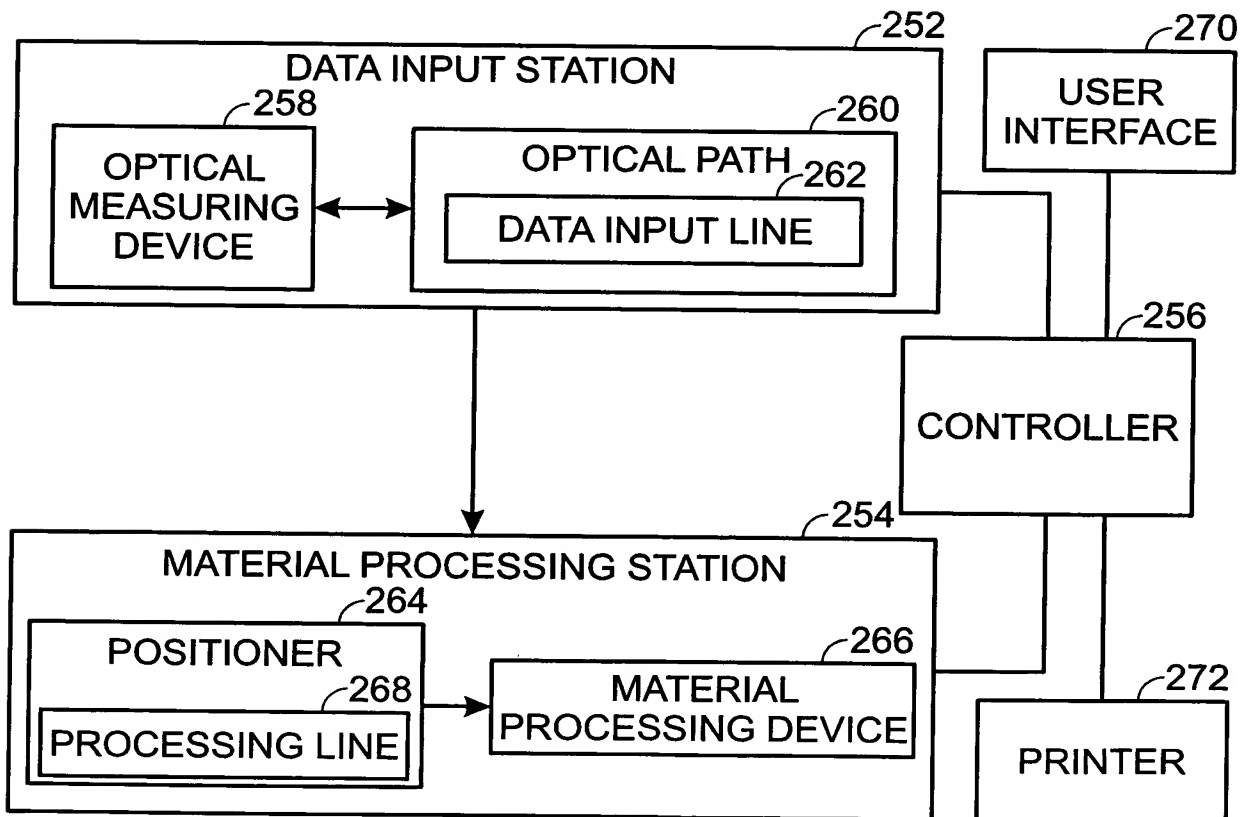 252
DATA INPUT STATION
258
OPTICAL
MEASURING
DEVICE
260
OPTICAL PATH
262
DATA INPUT LINE
270
USER
INTERFACE
256
CONTROLLER
254
MATERIAL PROCESSING STATION
264
POSITIONER
268
PROCESSING LINE
266
MATERIAL
PROCESSING DEVICE
272
PRINTER